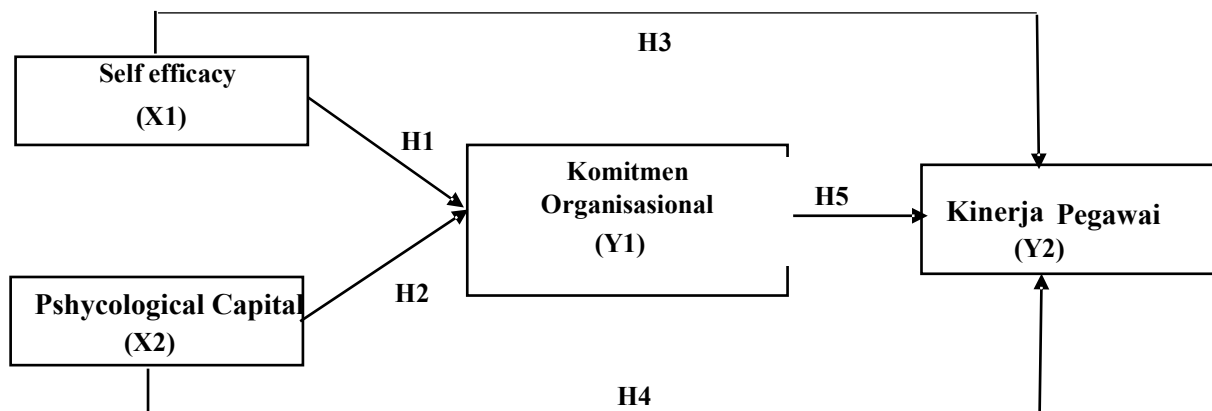 H3
Self efficacy
(X1)
H1
Komitmen
Organisasional
(Y1)
H5
Kinerja Pegawai
(Y2)
H2
Pshycological Capital
(X2)
H4